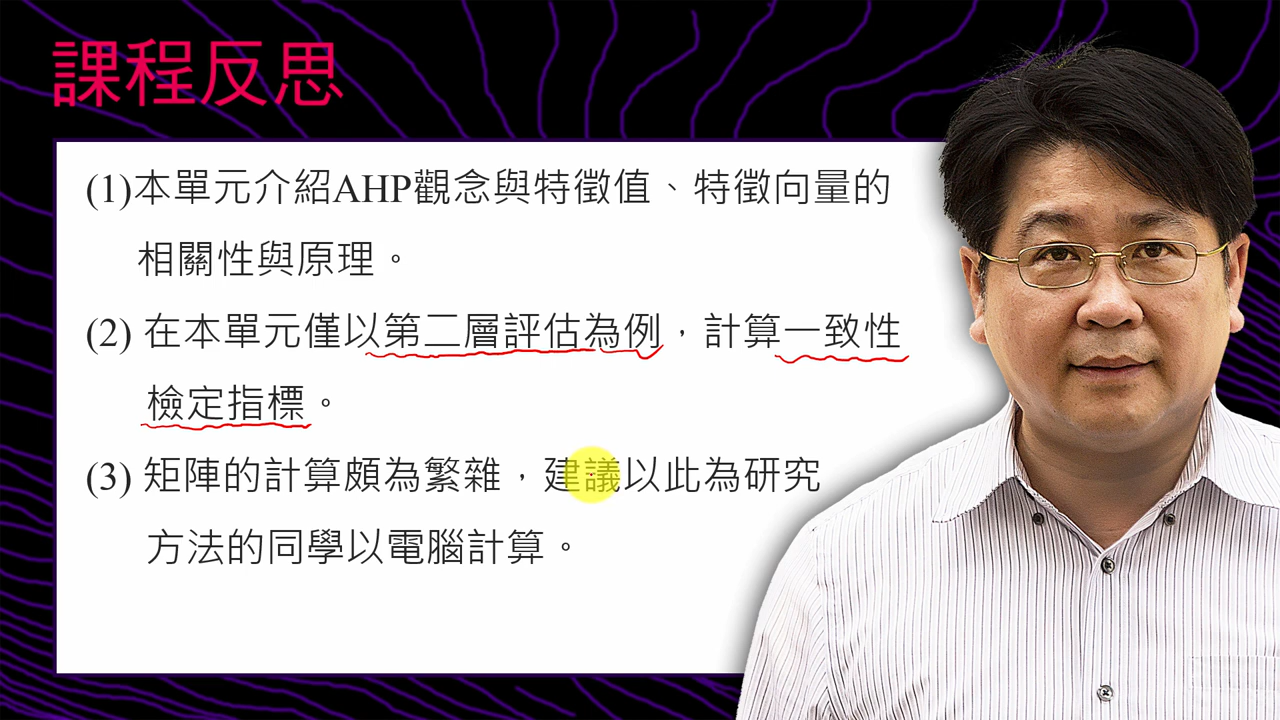 課程反思
(1)本單元介紹AHP觀念與特徵值、特徵向量的
相關性與原理。
(2) 在本單元僅以第二層評估為例，計算一致性
檢定指標。
(3) 矩陣的計算頗為繁雜，建議以此為研究
方法的同學以電腦計算。